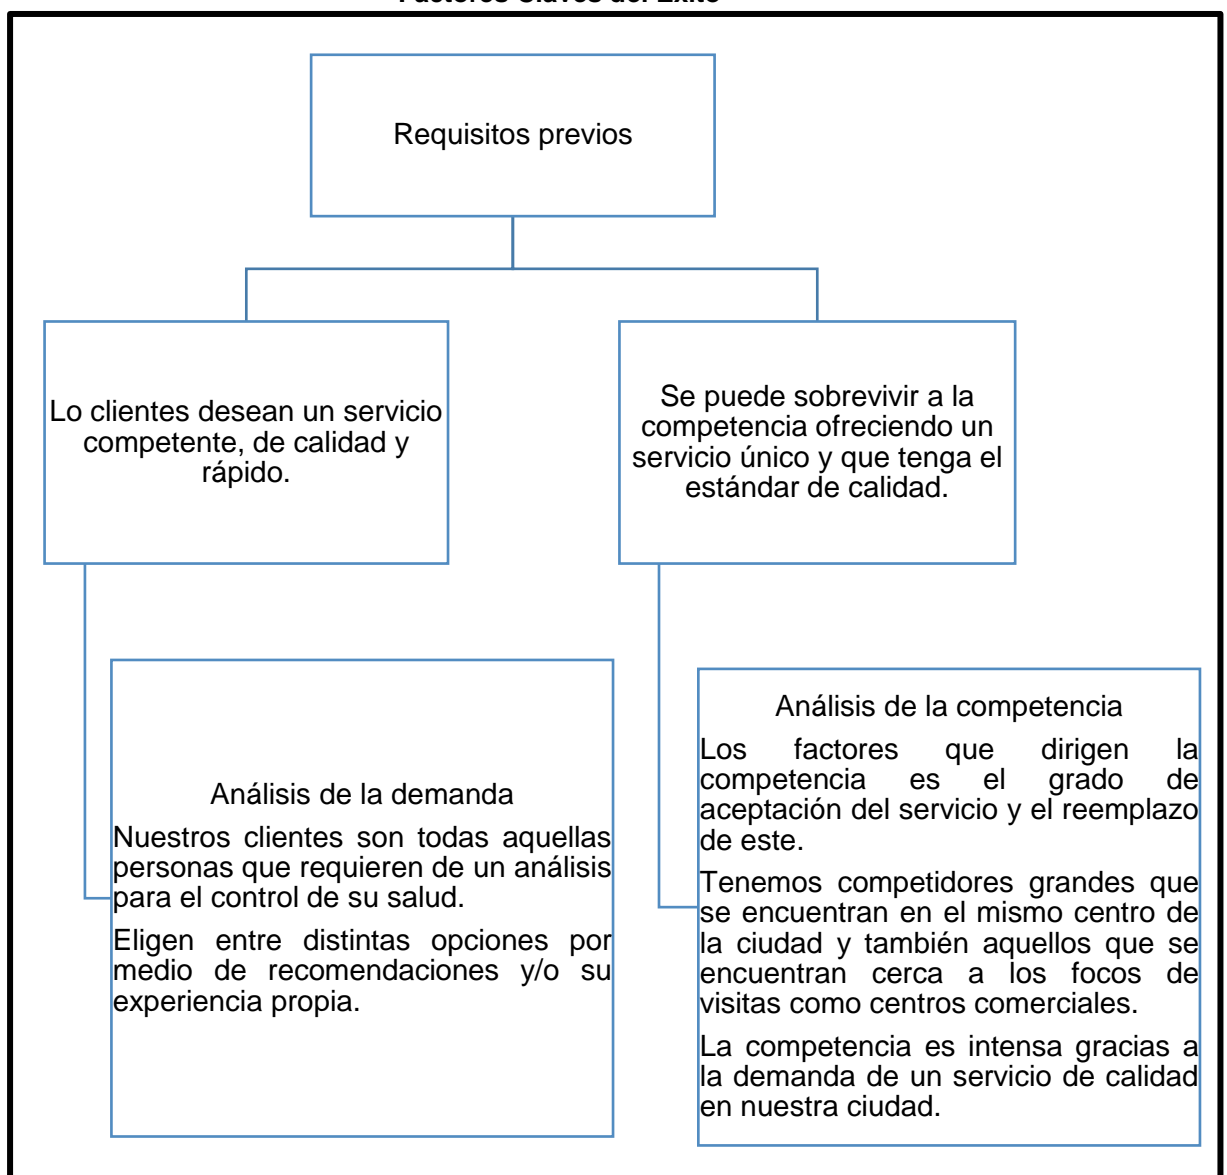 Factores Claves del Éxito
Requisitos previos
Lo clientes desean un servicio
competente, de calidad y
rápido.
Se puede sobrevivir a la
competencia ofreciendo un
servicio único y que tenga el
estándar de calidad.
Análisis de la demanda
Nuestros clientes son todas aquellas
personas que requieren de un análisis
para el control de su salud.
Eligen entre distintas opciones por
medio de recomendaciones y/o su
experiencia propia.
Análisis de la competencia
Los factores que dirigen la
competencia es el grado de
aceptación del servicio y el reemplazo
de este.
Tenemos competidores grandes que
se encuentran en el mismo centro de
la ciudad y también aquellos que se
encuentran cerca a los focos de
visitas como centros comerciales.
La competencia es intensa gracias a
la demanda de un servicio de calidad
en nuestra ciudad.